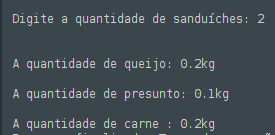 Digite a quantidade de sanduíches: 2
A quantidade de queijo: 0.2kg
A quantidade de presunto: 0.1kg
A quantidade de carne : 0.2kg